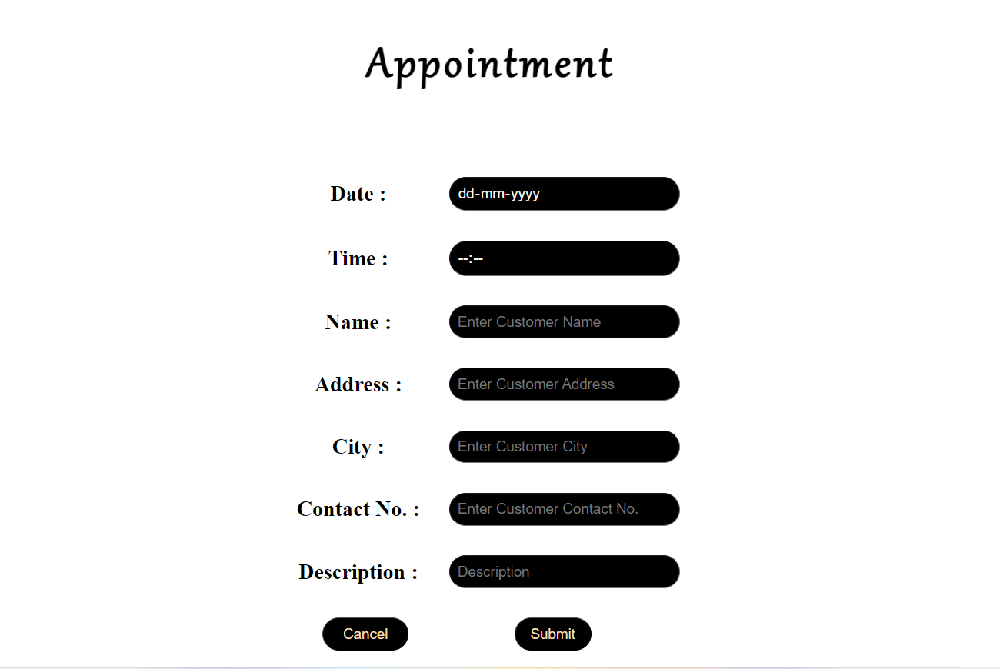 Appointment
Date : dd-mm-yyyy
Time : --:--
Name : Enter Customer Name
Address : Enter Customer Address
City : Enter Customer City
Contact No. : Enter Customer Contact No.
Description : Description
Cancel Submit